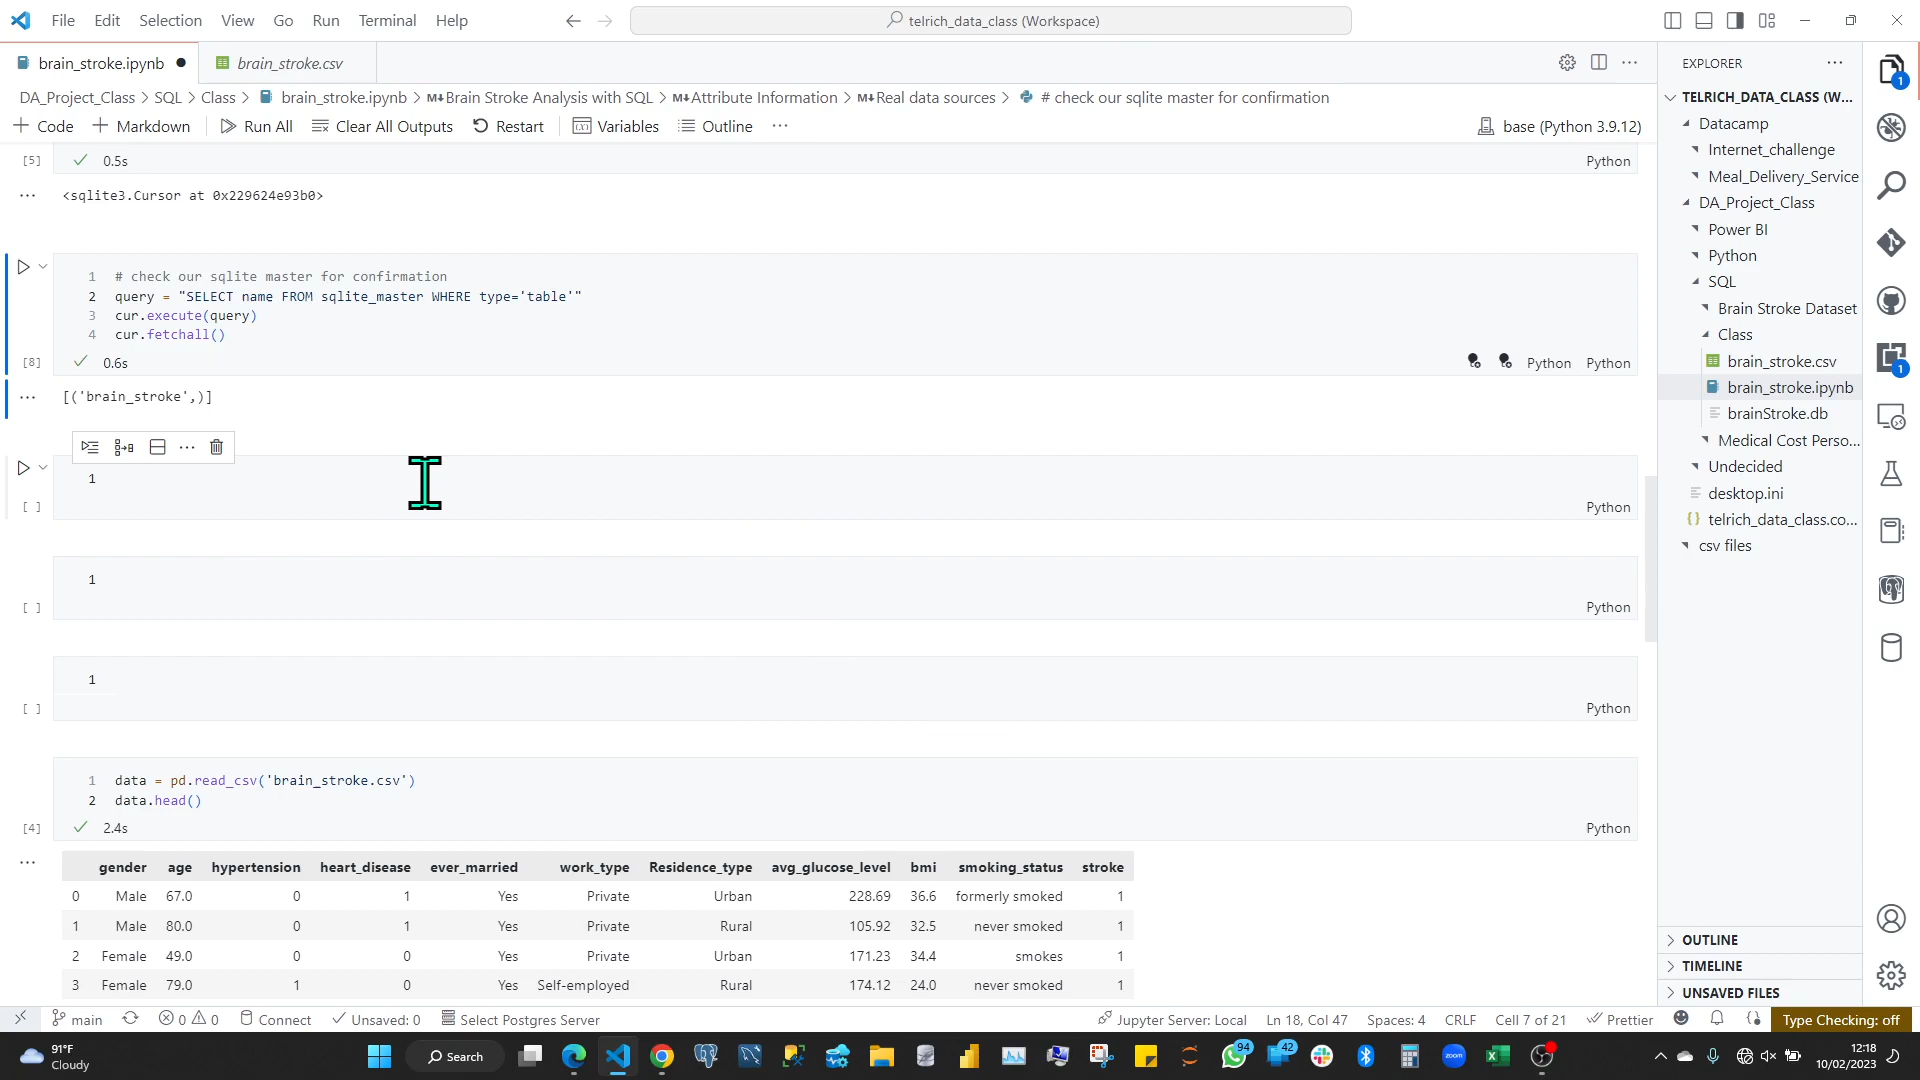 File Edit Selection View Go Run Terminal Help
telrich_data_class (Workspace)
brain_stroke.ipynb
brain_stroke.csv
DA_Project_Class > SQL > Class > brain_stroke.ipynb > M↓Brain Stroke Analysis with SQL > M↓Attribute Information > M↓Real data sources > # check our sqlite master for confirmation
+ Code + Markdown Run All Clear All Outputs Restart Variables Outline ...
base (Python 3.9.12)
[5] 0.5s Python
... <sqlite3.Cursor at 0x229624e93b0>
1 # check our sqlite master for confirmation
2 query = "SELECT name FROM sqlite_master WHERE type='table'"
3 cur.execute(query)
4 cur.fetchall()
[8] 0.6s Python Python
... [('brain_stroke',)]
1
[ ] Python
1
[ ] Python
1
[ ] Python
1 data = pd.read_csv('brain_stroke.csv')
2 data.head()
[4] 2.4s Python
...
gender age hypertension heart_disease ever_married work_type Residence_type avg_glucose_level bmi smoking_status stroke
0 Male 67.0 0 1 Yes Private Urban 228.69 36.6 formerly smoked 1
1 Male 80.0 0 1 Yes Private Rural 105.92 32.5 never smoked 1
2 Female 49.0 0 0 Yes Private Urban 171.23 34.4 smokes 1
3 Female 79.0 1 0 Yes Self-employed Rural 174.12 24.0 never smoked 1
EXPLORER ...
TELRICH_DATA_CLASS (W...
Datacamp
Internet_challenge
Meal_Delivery_Service
DA_Project_Class
Power BI
Python
SQL
Brain Stroke Dataset
Class
brain_stroke.csv
brain_stroke.ipynb
brainStroke.db
Medical Cost Perso...
Undecided
desktop.ini
{} telrich_data_class.co...
csv files
OUTLINE
TIMELINE
UNSAVED FILES
1
1
main 0 0 Connect Unsaved: 0 Select Postgres Server
Jupyter Server: Local Ln 18, Col 47 Spaces: 4 CRLF Cell 7 of 21 Prettier Type Checking: off
91°F
Cloudy
Search
94
42
zoom
12:18
10/02/2023